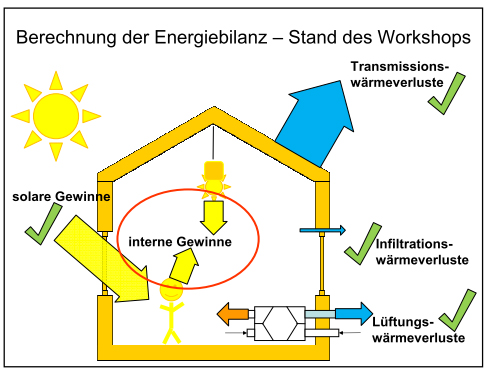 Berechnung der Energiebilanz – Stand des Workshops
Transmissions-
wärmeverluste
solare Gewinne
interne Gewinne
Infiltrations-
wärmeverluste
Lüftungs-
wärmeverluste